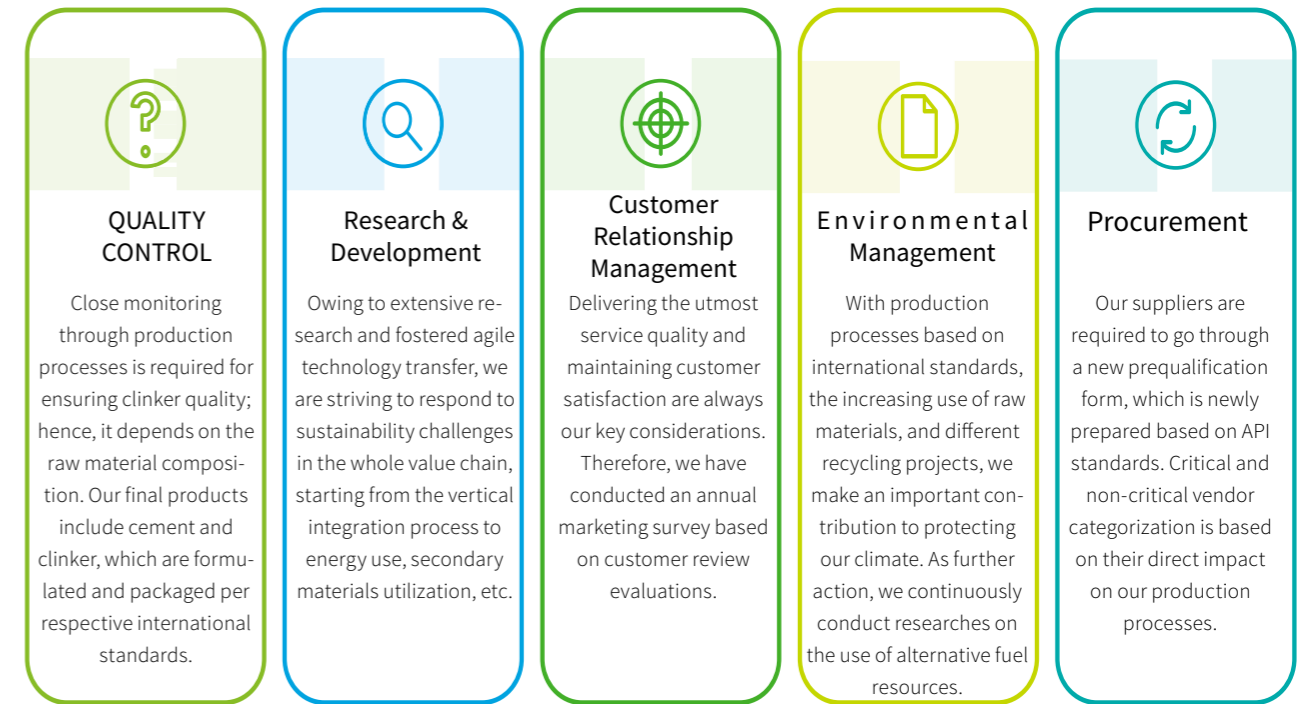 QUALITY
CONTROL
Close monitoring
through production
processes is required for
ensuring clinker quality;
hence, it depends on the
raw material composi-
tion. Our final products
include cement and
clinker, which are formu-
lated and packaged per
respective international
standards.
Research &
Development
Owing to extensive re-
search and fostered agile
technology transfer, we
are striving to respond to
sustainability challenges
in the whole value chain,
starting from the vertical
integration process to
energy use, secondary
materials utilization, etc.
Customer
Relationship
Management
Delivering the utmost
service quality and
maintaining customer
satisfaction are always
our key considerations.
Therefore, we have
conducted an annual
marketing survey based
on customer review
evaluations.
Environmental
Management
With production
processes based on
international standards,
the increasing use of raw
materials, and different
recycling projects, we
make an important con-
tribution to protecting
our climate. As further
action, we continuously
conduct researches on
the use of alternative fuel
resources.
Procurement
Our suppliers are
required to go through
a new prequalification
form, which is newly
prepared based on API
standards. Critical and
non-critical vendor
categorization is based
on their direct impact
on our production
processes.